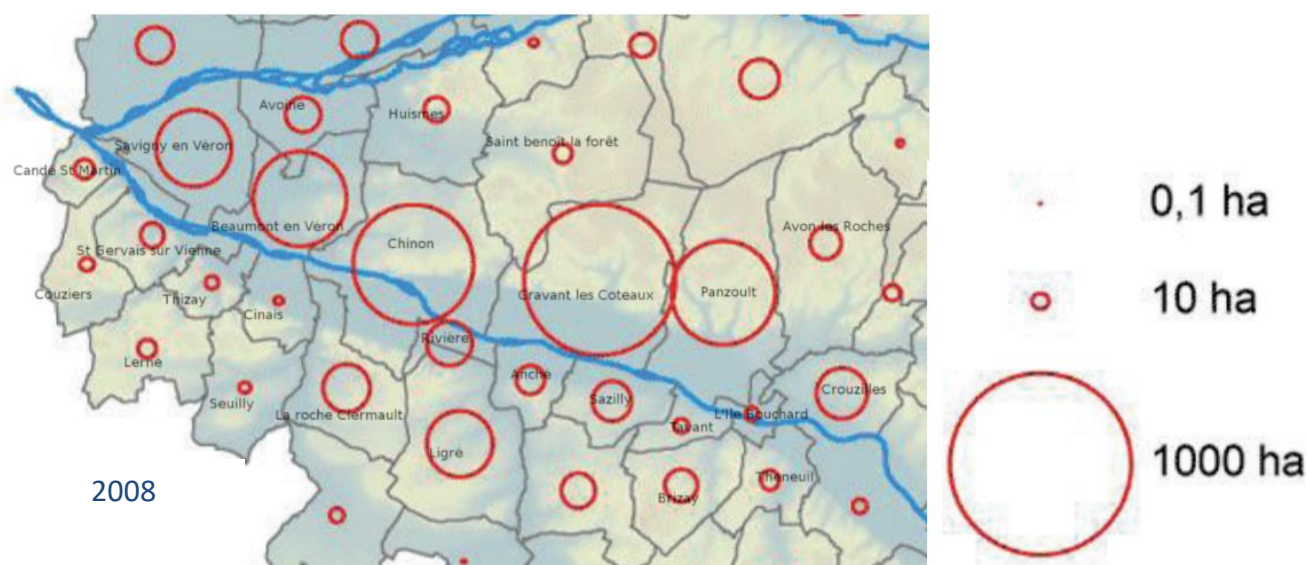 Avoine
Huismes
Savigny en Véron
Saint benoit la forêt
Candé St Martin
Beaumont en Véron
Avon les Roches
Chinon
St Gervais sur Vienne
Couziers
Thizay
Cinais
Cravant les Coteaux
Panzoult
Rivière
Lerné
Anché
Seuilly
La roche Clermault
Sazilly
Crouzilles
L'Ile Bouchard
Tavant
Ligré
Brizay
Theneuil
2008
0,1 ha
10 ha
1000 ha